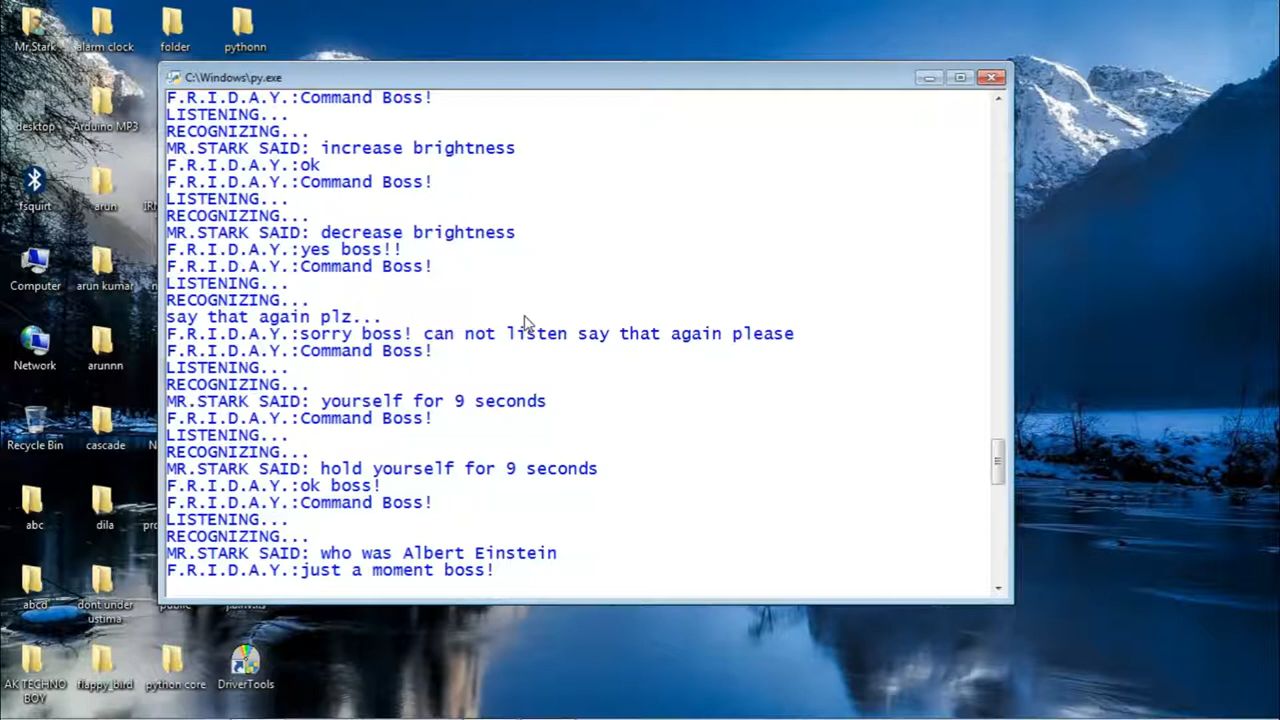 Mr.Stark
alarm clock
folder
pythonn
C:\Windows\py.exe
F.R.I.D.A.Y.:Command Boss!
LISTENING...
RECOGNIZING...
MR.STARK SAID: increase brightness
F.R.I.D.A.Y.:ok
F.R.I.D.A.Y.:Command Boss!
LISTENING...
RECOGNIZING...
MR.STARK SAID: decrease brightness
F.R.I.D.A.Y.:yes boss!!
F.R.I.D.A.Y.:Command Boss!
LISTENING...
RECOGNIZING...
say that again plz...
F.R.I.D.A.Y.:sorry boss! can not listen say that again please
F.R.I.D.A.Y.:Command Boss!
LISTENING...
RECOGNIZING...
MR.STARK SAID: yourself for 9 seconds
F.R.I.D.A.Y.:Command Boss!
LISTENING...
RECOGNIZING...
MR.STARK SAID: hold yourself for 9 seconds
F.R.I.D.A.Y.:ok boss!
F.R.I.D.A.Y.:Command Boss!
LISTENING...
RECOGNIZING...
MR.STARK SAID: who was Albert Einstein
F.R.I.D.A.Y.:just a moment boss!
desktop
Arduino MP3
fsquirt
arun
Computer
arun kumar
Network
arunnn
Recycle Bin
cascade
abc
dila
abcd
dont under
ustima
AK TECHNO
BOY
flappy_bird
python core
DriverTools